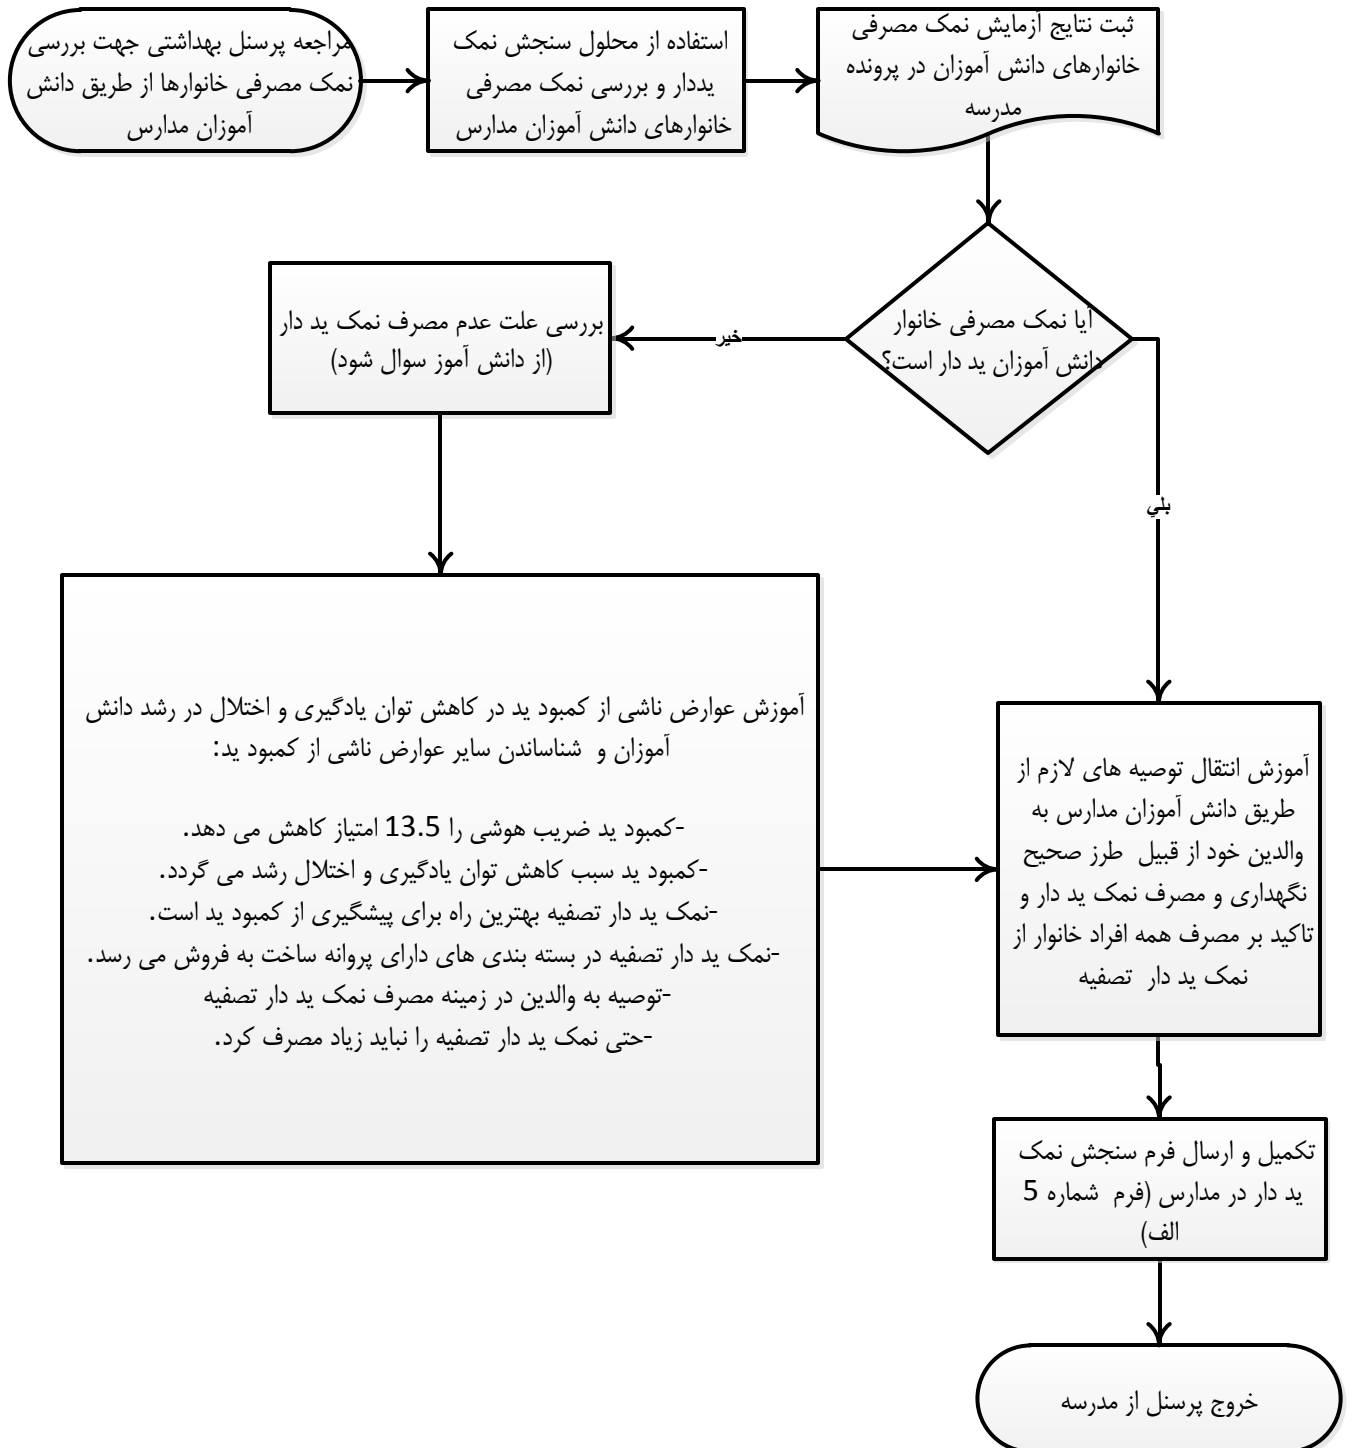 مراجعه پرسنل بهداشتی جهت بررسی
نمک مصرفی خانوارها از طریق دانش
آموزان مدارس
استفاده از محلول سنجش نمک
یددار و بررسی نمک مصرفی
خانوارهای دانش آموزان مدارس
ثبت نتایج آزمایش نمک مصرفی
خانوارهای دانش آموزان در پرونده
مدرسه
آیا نمک مصرفی خانوار
دانش آموزان ید دار است؟
خیر
بلي
بررسی علت عدم مصرف نمک ید دار
(از دانش آموز سوال شود)
آموزش عوارض ناشی از کمبود ید در کاهش توان یادگیری و اختلال در رشد دانش
آموزان و شناساندن سایر عوارض ناشی از کمبود ید:
-کمبود ید ضریب هوشی را 13.5 امتیاز کاهش می دهد.
-کمبود ید سبب کاهش توان یادگیری و اختلال رشد می گردد.
-نمک ید دار تصفیه بهترین راه برای پیشگیری از کمبود ید است.
-نمک ید دار تصفیه در بسته بندی های دارای پروانه ساخت به فروش می رسد.
-توصیه به والدین در زمینه مصرف نمک ید دار تصفیه
-حتی نمک ید دار تصفیه را نباید زیاد مصرف کرد.
آموزش انتقال توصیه های لازم از
طریق دانش آموزان مدارس به
والدین خود از قبیل طرز صحیح
نگهداری و مصرف نمک ید دار و
تاکید بر مصرف همه افراد خانوار از
نمک ید دار تصفیه
تکمیل و ارسال فرم سنجش نمک
ید دار در مدارس (فرم شماره 5
الف)
خروج پرسنل از مدرسه